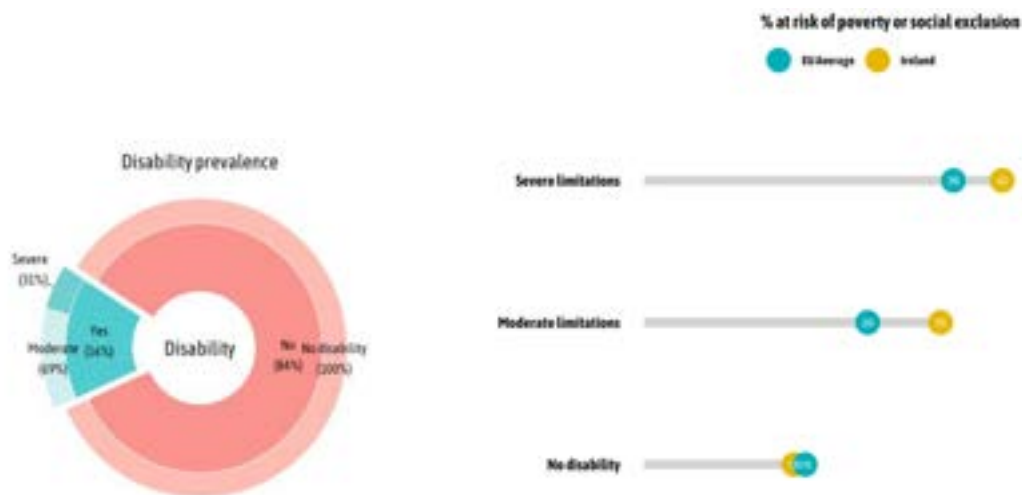 % at risk of poverty or social exclusion
EU Average
Ireland
Disability prevalence
Severe
(31%)
Yes
(16%)
Moderate
(69%)
Disability
No
(84%)
No disability
(100%)
Severe limitations
Moderate limitations
No disability